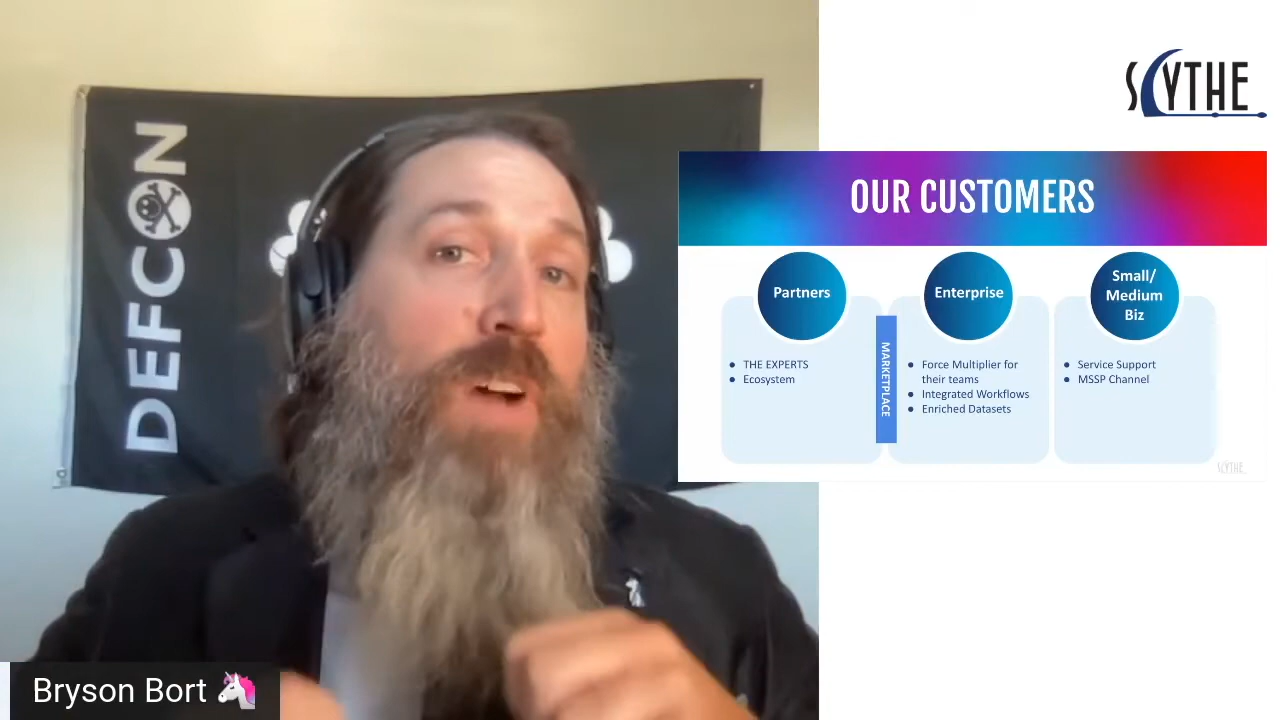 DEFCON
Bryson Bort 🦄
SCYTHE
OUR CUSTOMERS
Partners
THE EXPERTS
Ecosystem
MARKETPLACE
Enterprise
Force Multiplier for
their teams
Integrated Workflows
Enriched Datasets
Small/
Medium
Biz
Service Support
MSSP Channel
SCYTHE